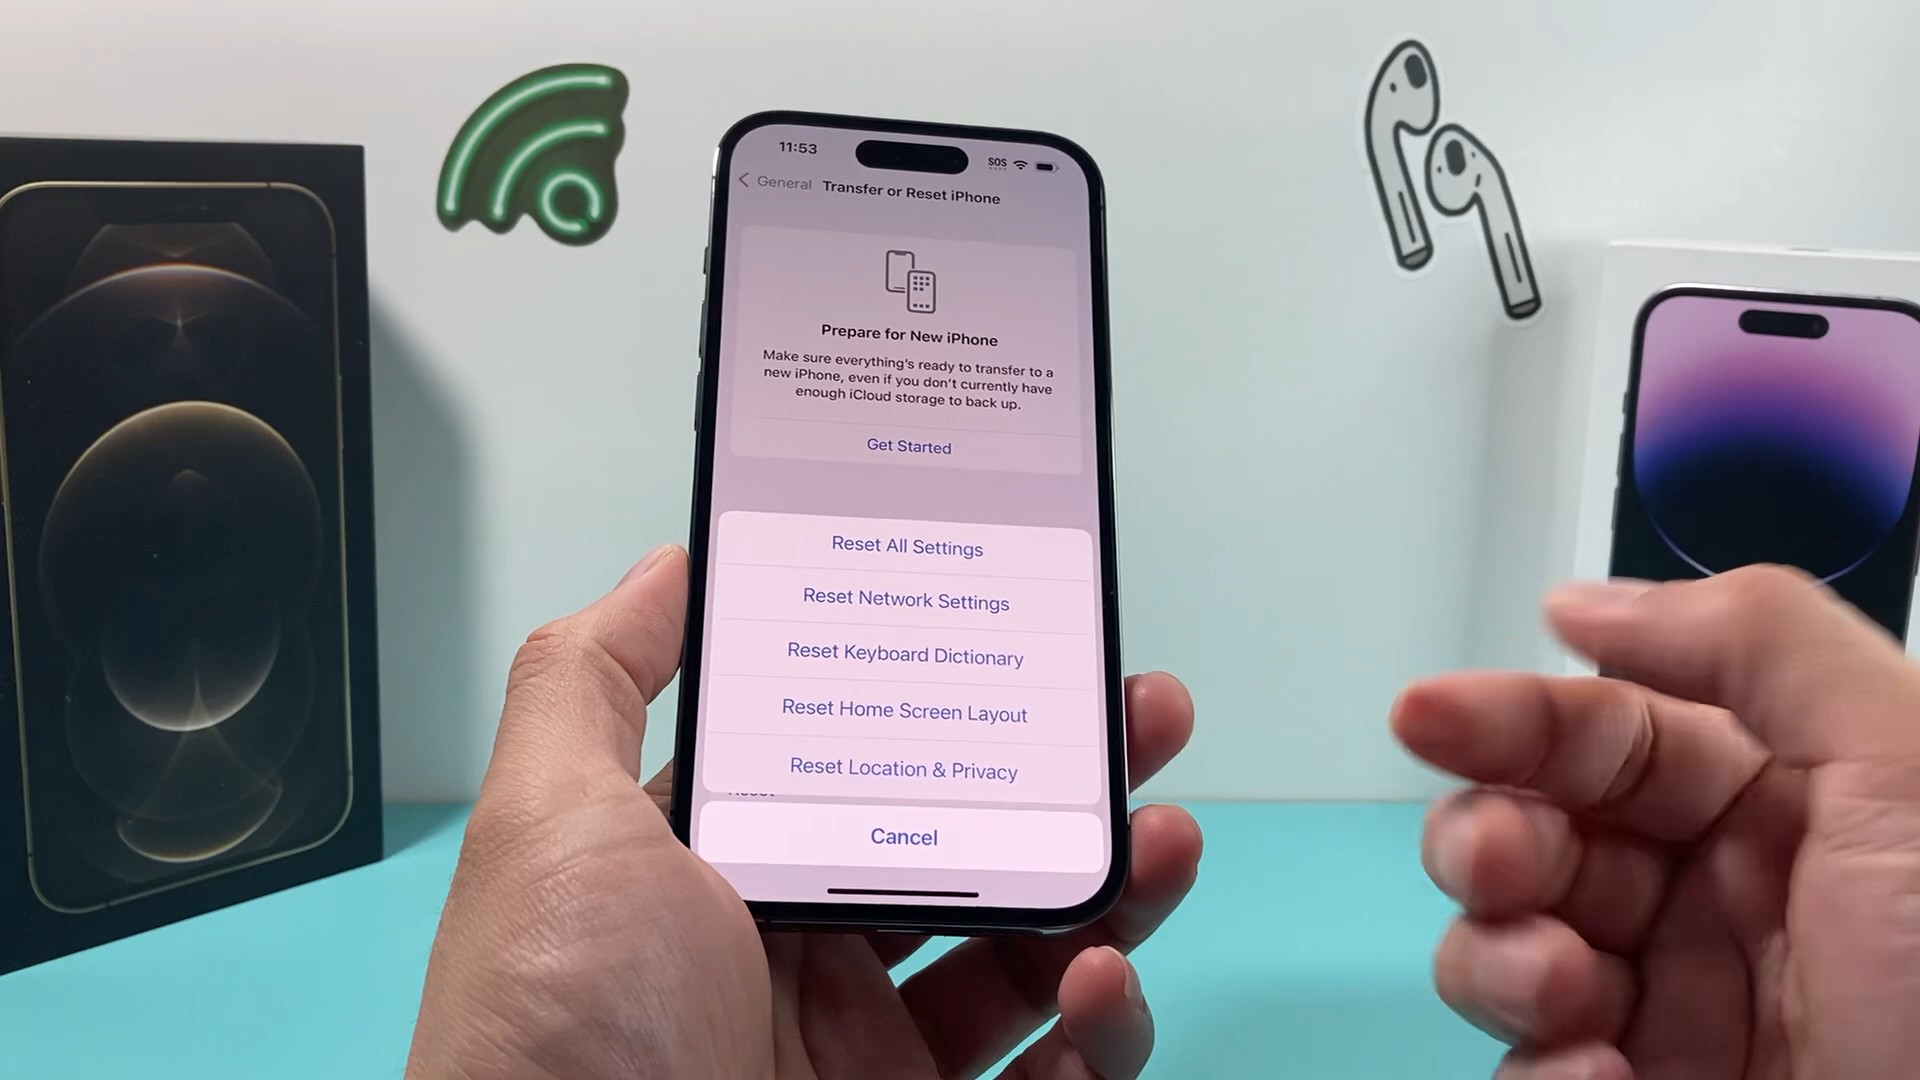 11:53
SOS
General Transfer or Reset iPhone
Prepare for New iPhone
Make sure everything's ready to transfer to a
new iPhone, even if you don't currently have
enough iCloud storage to back up.
Get Started
Reset All Settings
Reset Network Settings
Reset Keyboard Dictionary
Reset Home Screen Layout
Reset Location & Privacy
Reset
Cancel